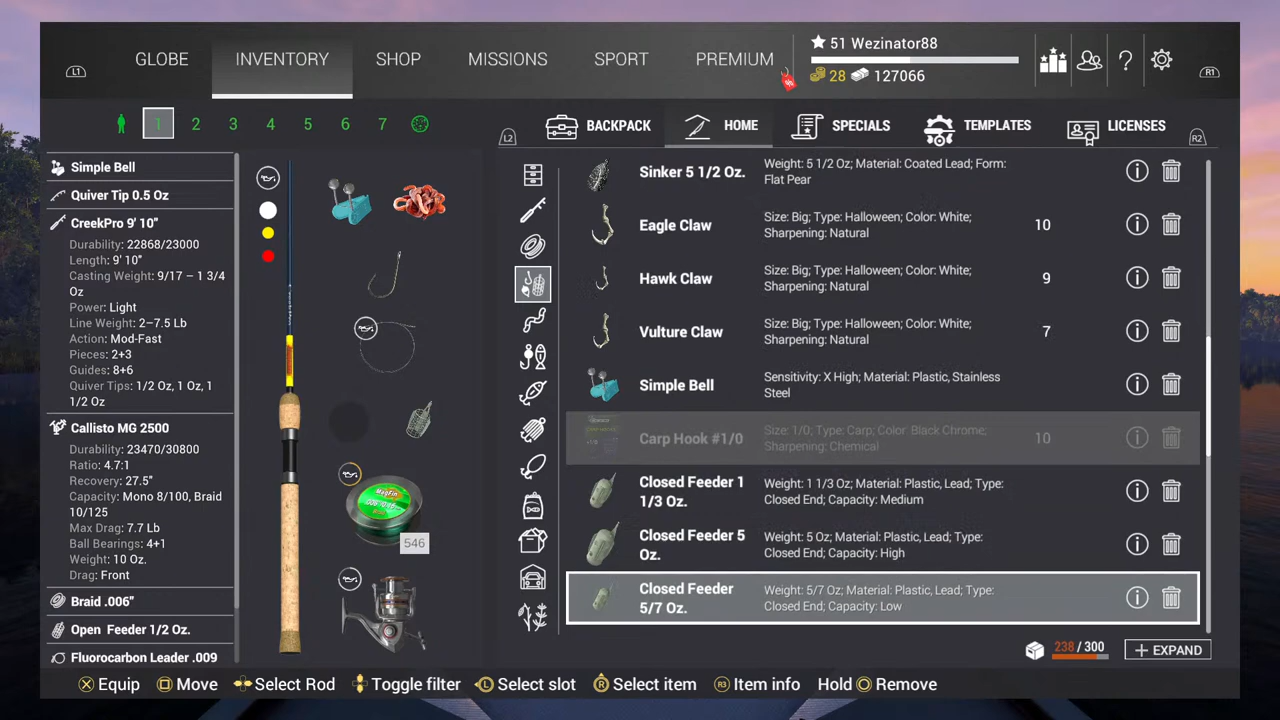 L1
GLOBE
INVENTORY
SHOP
MISSIONS
SPORT
PREMIUM
51 Wezinator88
28 127066
?
R1
1 2 3 4 5 6 7
L2
BACKPACK
HOME
SPECIALS
TEMPLATES
LICENSES
R2
Simple Bell
Quiver Tip 0.5 Oz
CreekPro 9' 10"
Durability: 22868/23000
Length: 9' 10"
Casting Weight: 9/17 – 1 3/4
Oz
Power: Light
Line Weight: 2–7.5 Lb
Action: Mod-Fast
Pieces: 2+3
Guides: 8+6
Quiver Tips: 1/2 Oz, 1 Oz, 1
1/2 Oz
Callisto MG 2500
Durability: 23470/30800
Ratio: 4.7:1
Recovery: 27.5"
Capacity: Mono 8/100, Braid
10/125
Max Drag: 7.7 Lb
Ball Bearings: 4+1
Weight: 10 Oz.
Drag: Front
Braid .006"
Open Feeder 1/2 Oz.
Fluorocarbon Leader .009
MagFin
546
Sinker 5 1/2 Oz.
Weight: 5 1/2 Oz; Material: Coated Lead; Form:
Flat Pear
Eagle Claw
Size: Big; Type: Halloween; Color: White;
Sharpening: Natural
10
Hawk Claw
Size: Big; Type: Halloween; Color: White;
Sharpening: Natural
9
Vulture Claw
Size: Big; Type: Halloween; Color: White;
Sharpening: Natural
7
Simple Bell
Sensitivity: X High; Material: Plastic, Stainless
Steel
Carp Hook #1/0
Size: 1/0; Type: Carp; Color: Black Chrome;
Sharpening: Chemical
10
Closed Feeder 1
1/3 Oz.
Weight: 1 1/3 Oz; Material: Plastic, Lead; Type:
Closed End; Capacity: Medium
Closed Feeder 5
Oz.
Weight: 5 Oz; Material: Plastic, Lead; Type:
Closed End; Capacity: High
Closed Feeder
5/7 Oz.
Weight: 5/7 Oz; Material: Plastic, Lead; Type:
Closed End; Capacity: Low
238 / 300
+ EXPAND
Equip
Move
Select Rod
Toggle filter
L Select slot
R Select item
R3 Item info
Hold Remove